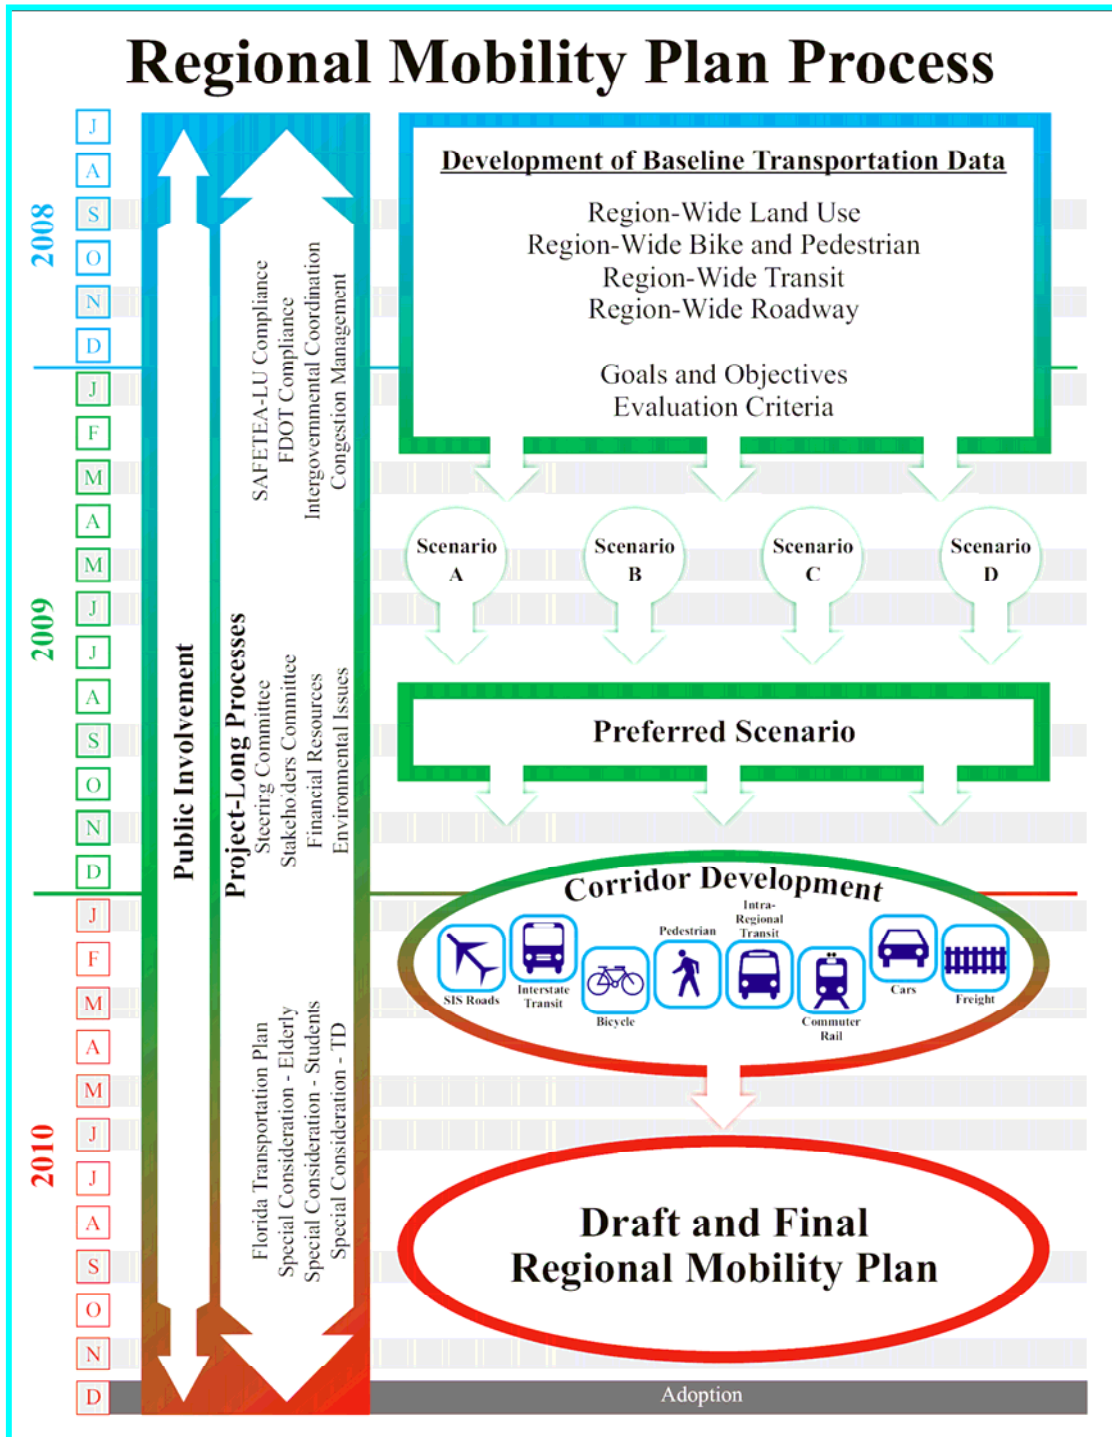 Regional Mobility Plan Process
2008
J
A
S
O
N
D
2009
J
F
M
A
M
J
J
A
S
O
N
D
2010
J
F
M
A
M
J
J
A
S
O
N
D
Public Involvement
Project-Long Processes
SAFETEA-LU Compliance
FDOT Compliance
Intergovernmental Coordination
Congestion Management
Steering Committee
Stakeholders Committee
Financial Resources
Environmental Issues
Florida Transportation Plan
Special Consideration - Elderly
Special Consideration - Students
Special Consideration - TD
Development of Baseline Transportation Data
Region-Wide Land Use
Region-Wide Bike and Pedestrian
Region-Wide Transit
Region-Wide Roadway
Goals and Objectives
Evaluation Criteria
Scenario
A
Scenario
B
Scenario
C
Scenario
D
Preferred Scenario
Corridor Development
SIS Roads
Interstate
Transit
Bicycle
Pedestrian
Intra-
Regional
Transit
Commuter
Rail
Cars
Freight
Draft and Final
Regional Mobility Plan
Adoption